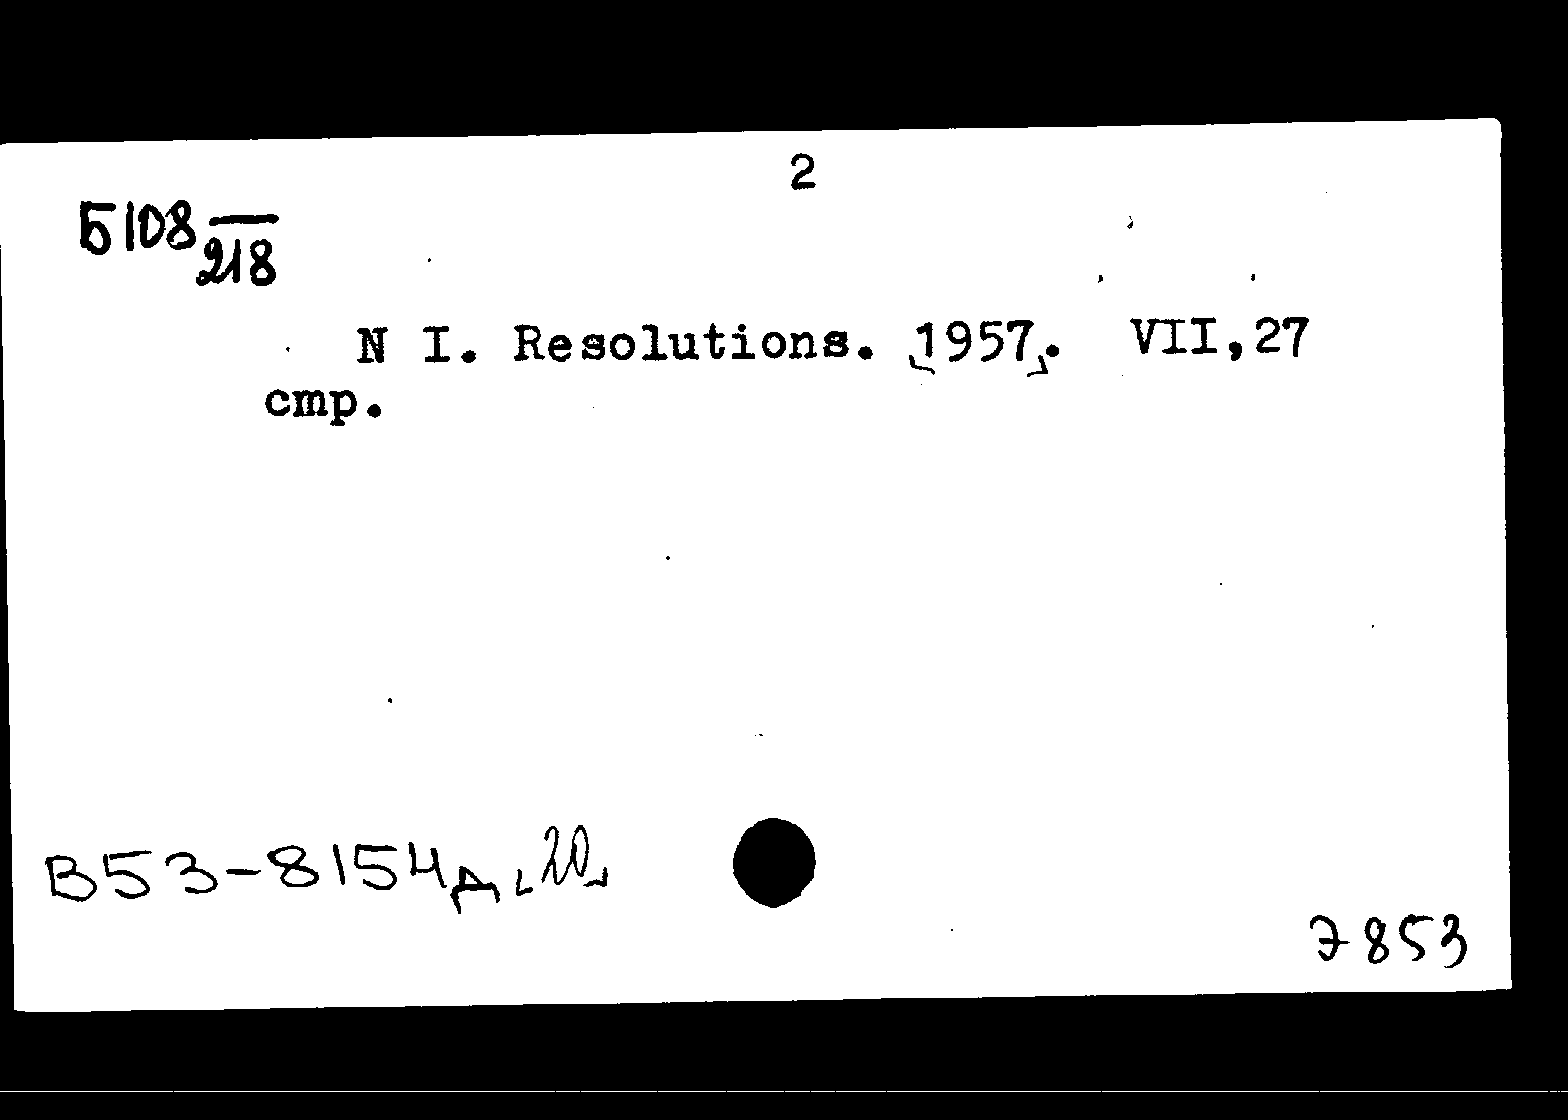 2
Б108 —
218
N I. Resolutions. [1957]. VII,27
стр.
В53-8154д [20]
7853